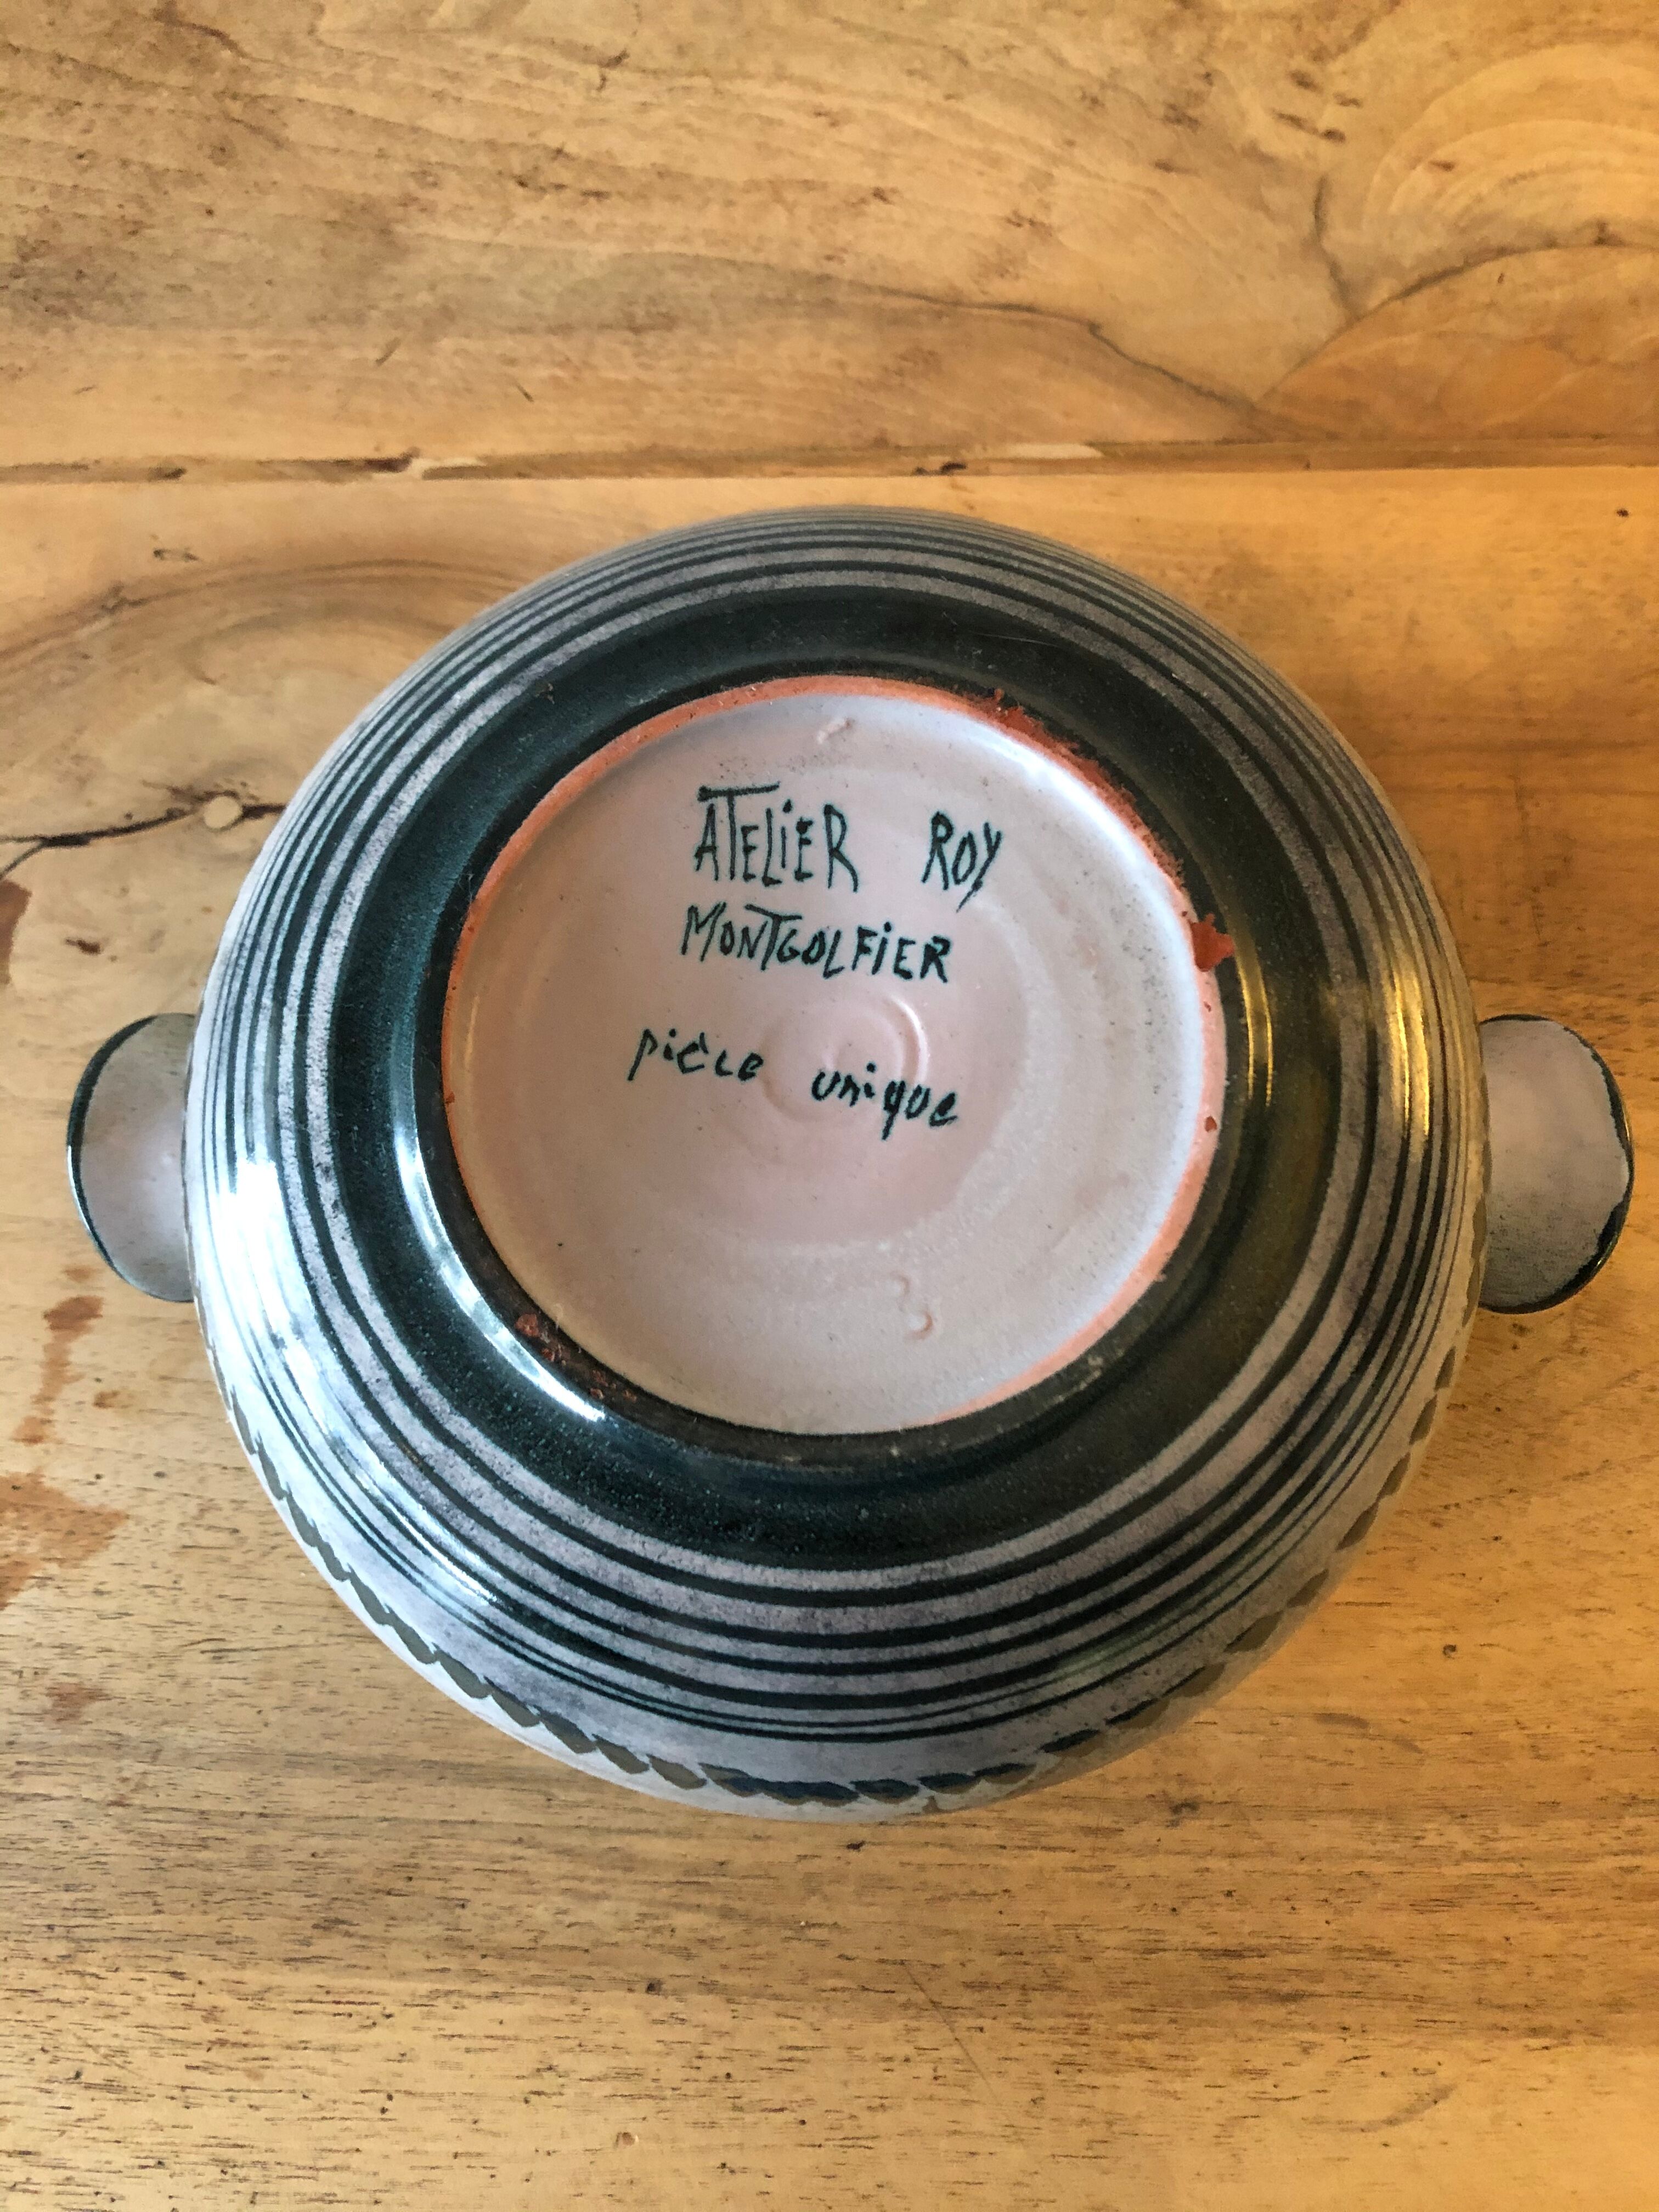 ATELiER ROY
MONTGOLFiER
pièce unique